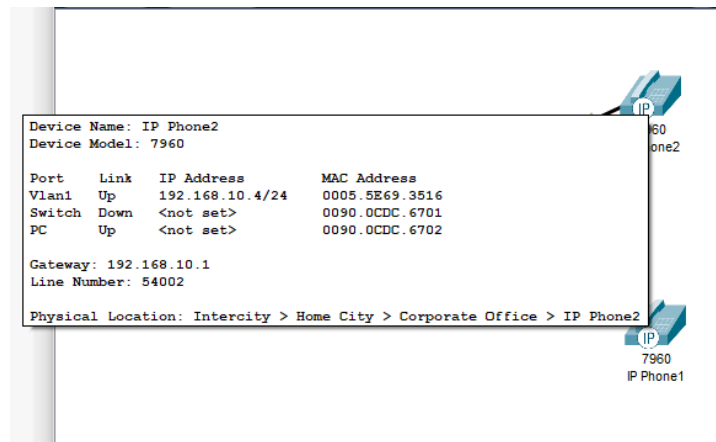 Device Name: IP Phone2
Device Model: 7960
Port Link IP Address MAC Address
Vlan1 Up 192.168.10.4/24 0005.5E69.3516
Switch Down <not set> 0090.0CDC.6701
PC Up <not set> 0090.0CDC.6702
Gateway: 192.168.10.1
Line Number: 54002
Physical Location: Intercity > Home City > Corporate Office > IP Phone2
IP
60
one2
IP
7960
IP Phone1